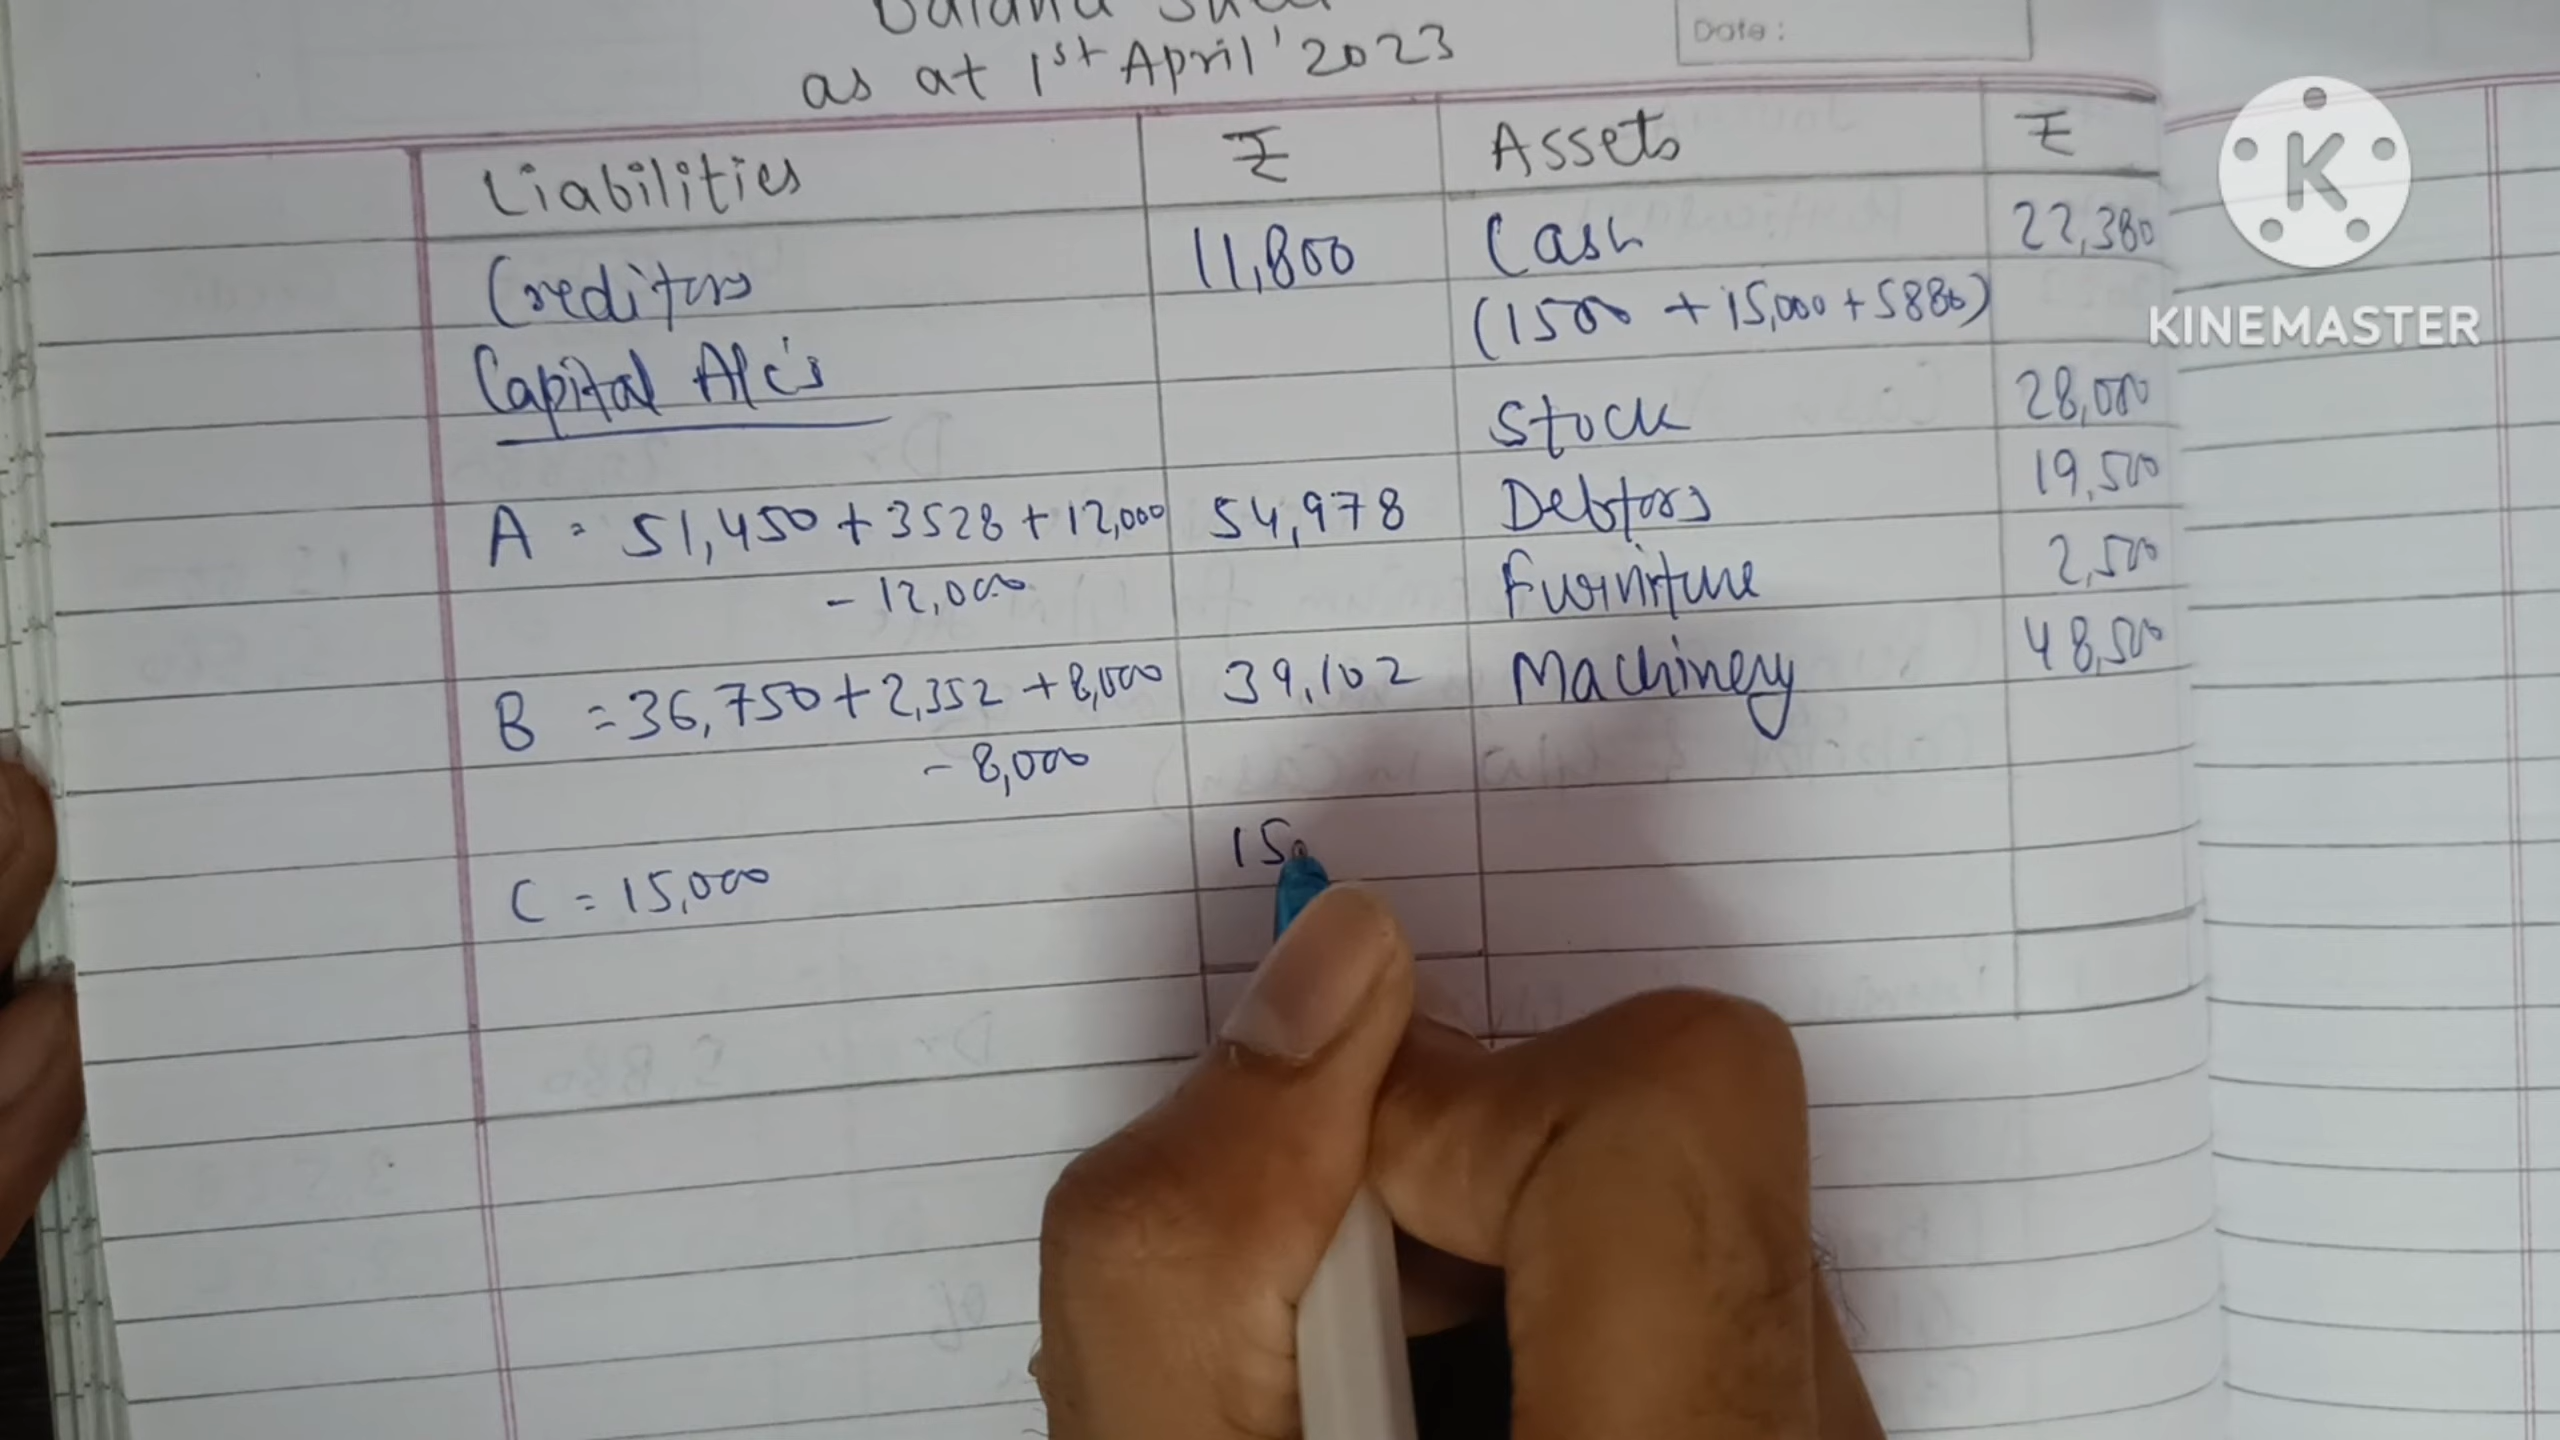 as at 1st April' 2023
Date :
Liabilities ₹ Assets ₹
Creditors 11,800 Cash 22,380
(1500 + 15,000 + 5880)
Capital A/c's
Stock 28,000
A = 51,450 + 3528 + 12,000 54,978 Debtors 19,500
- 12,000 Furniture 2,500
B = 36,750 + 2,352 + 8,000 39,102 Machinery 48,500
- 8,000
C = 15,000 15
K
KINEMASTER